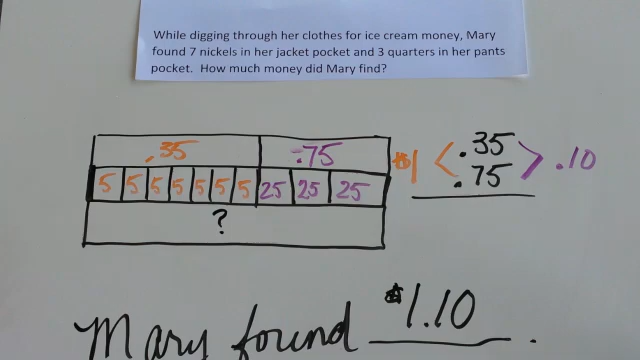 While digging through her clothes for ice cream money, Mary
found 7 nickels in her jacket pocket and 3 quarters in her pants
pocket. How much money did Mary find?
.35 .75
5 5 5 5 5 5 5 25 25 25
?
.35
$1 < > .10
.75
Mary found $1.10.